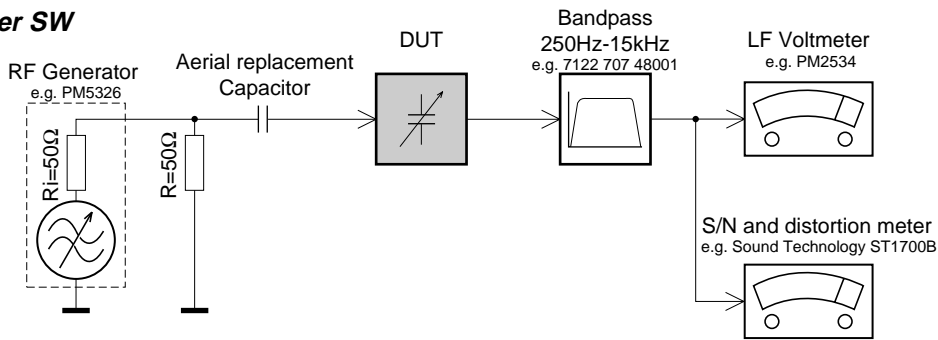 SW
RF Generator
e.g. PM5326
Ri=50Ω
R=50Ω
Aerial replacement
Capacitor
DUT
Bandpass
250Hz-15kHz
e.g. 7122 707 48001
LF Voltmeter
e.g. PM2534
S/N and distortion meter
e.g. Sound Technology ST1700B